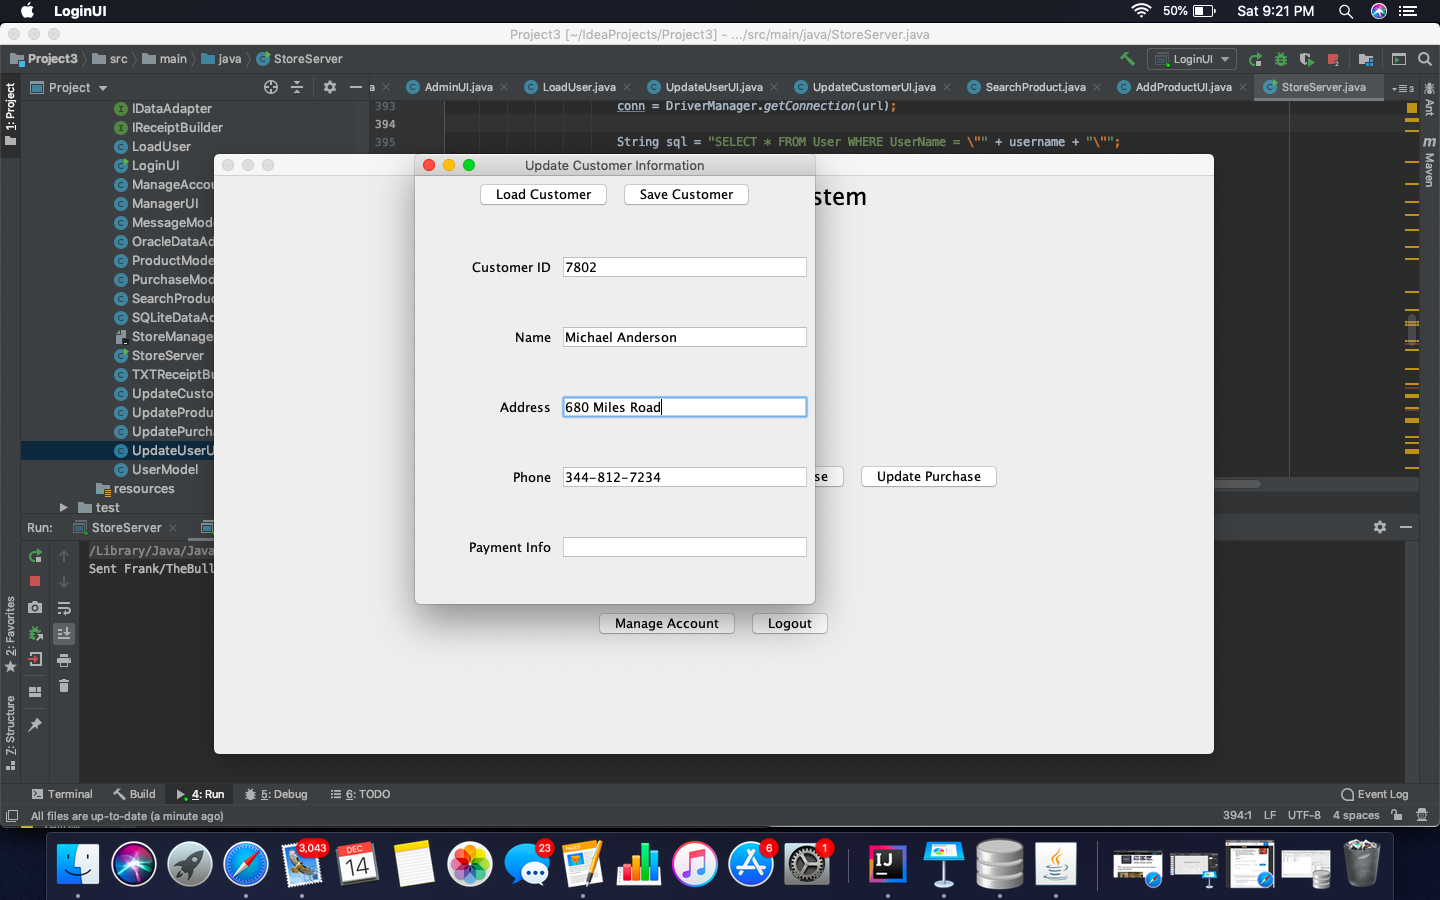 LoginUI
50%
Sat 9:21 PM
Project3 [~/IdeaProjects/Project3] - .../src/main/java/StoreServer.java
Project3
src
main
java
StoreServer
LoginUI
Project
a
AdminUI.java
LoadUser.java
UpdateUserUI.java
UpdateCustomerUI.java
SearchProduct.java
AddProductUI.java
StoreServer.java
3
1: Project
Ant
Maven
393 conn = DriverManager.getConnection(url);
394
395 String sql = "SELECT * FROM User WHERE UserName = \"" + username + "\"";
IDataAdapter
IReceiptBuilder
LoadUser
LoginUI
ManageAccou
ManagerUI
MessageMod
OracleDataAd
ProductMode
PurchaseMod
SearchProduc
SQLiteDataAd
StoreManage
StoreServer
TXTReceiptBu
UpdateCusto
UpdateProdu
UpdatePurch
UpdateUserU
UserModel
resources
test
Update Customer Information
Load Customer
Save Customer
stem
Customer ID 7802
Name Michael Anderson
Address 680 Miles Road
Phone 344-812-7234
Payment Info
se
Update Purchase
Manage Account
Logout
Run:
StoreServer
/Library/Java/Java
Sent Frank/TheBull
2: Favorites
7: Structure
Terminal
Build
4: Run
5: Debug
6: TODO
Event Log
All files are up-to-date (a minute ago)
394:1
LF
UTF-8
4 spaces
3,043
DEC
14
23
6
1
IJ